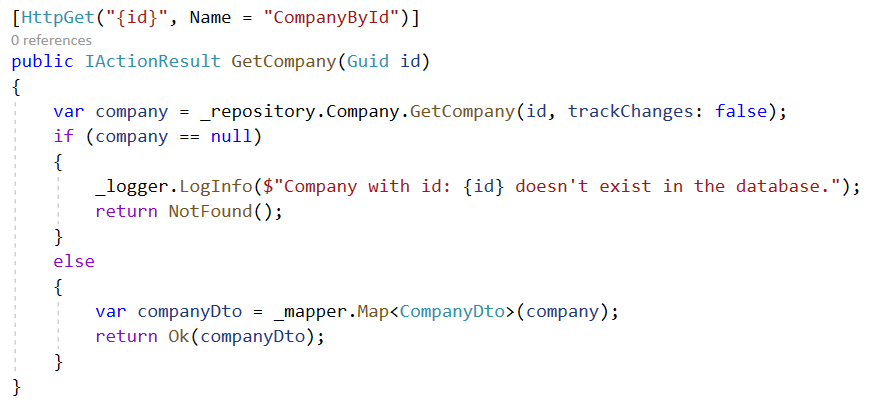 [HttpGet("{id}", Name = "CompanyById")]
0 references
public IActionResult GetCompany(Guid id)
{
    var company = _repository.Company.GetCompany(id, trackChanges: false);
    if (company == null)
    {
        _logger.LogInfo($"Company with id: {id} doesn't exist in the database.");
        return NotFound();
    }
    else
    {
        var companyDto = _mapper.Map<CompanyDto>(company);
        return Ok(companyDto);
    }
}